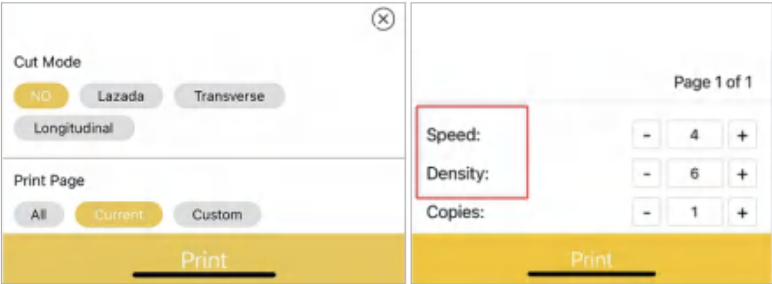 Cut Mode
NO Lazada Transverse
Longitudinal
Print Page
All Current Custom
Print
Page 1 of 1
Speed: - 4 +
Density: - 6 +
Copies: - 1 +
Print